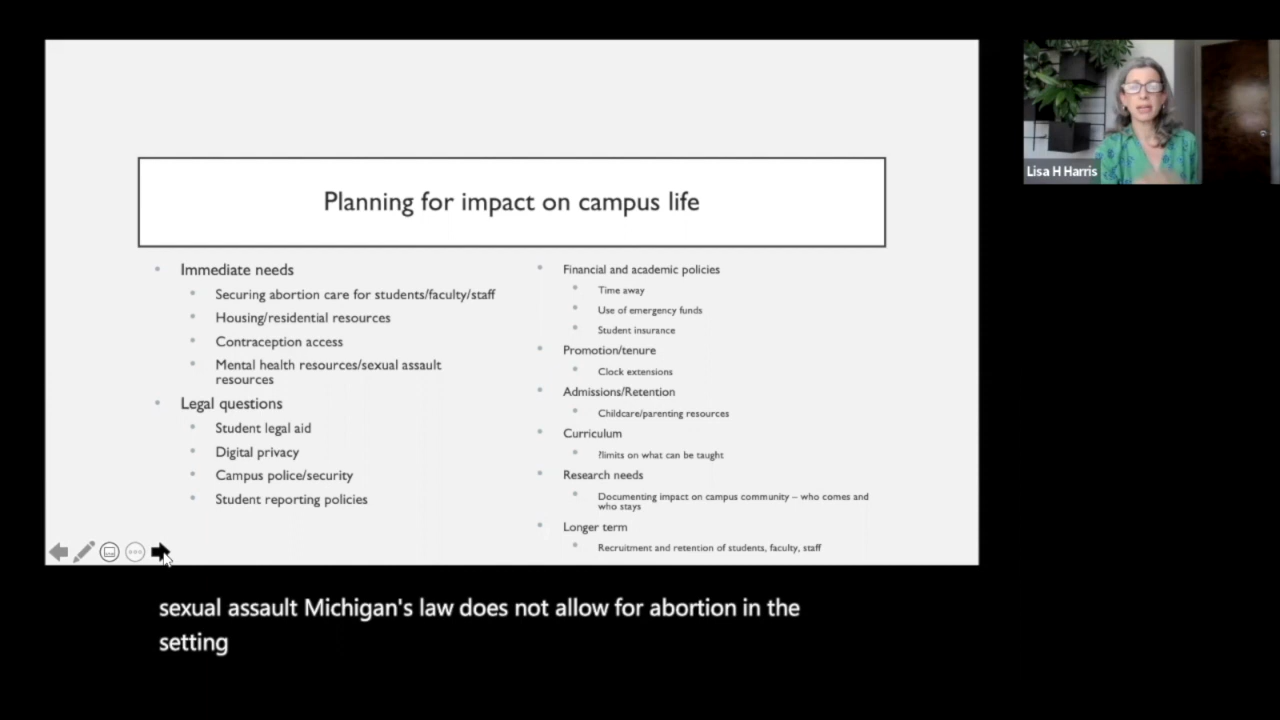 Planning for impact on campus life
Immediate needs
Securing abortion care for students/faculty/staff
Housing/residential resources
Contraception access
Mental health resources/sexual assault
resources
Legal questions
Student legal aid
Digital privacy
Campus police/security
Student reporting policies
Financial and academic policies
Time away
Use of emergency funds
Student insurance
Promotion/tenure
Clock extensions
Admissions/Retention
Childcare/parenting resources
Curriculum
?limits on what can be taught
Research needs
Documenting impact on campus community – who comes and
who stays
Longer term
Recruitment and retention of students, faculty, staff
Lisa H Harris
sexual assault Michigan's law does not allow for abortion in the
setting